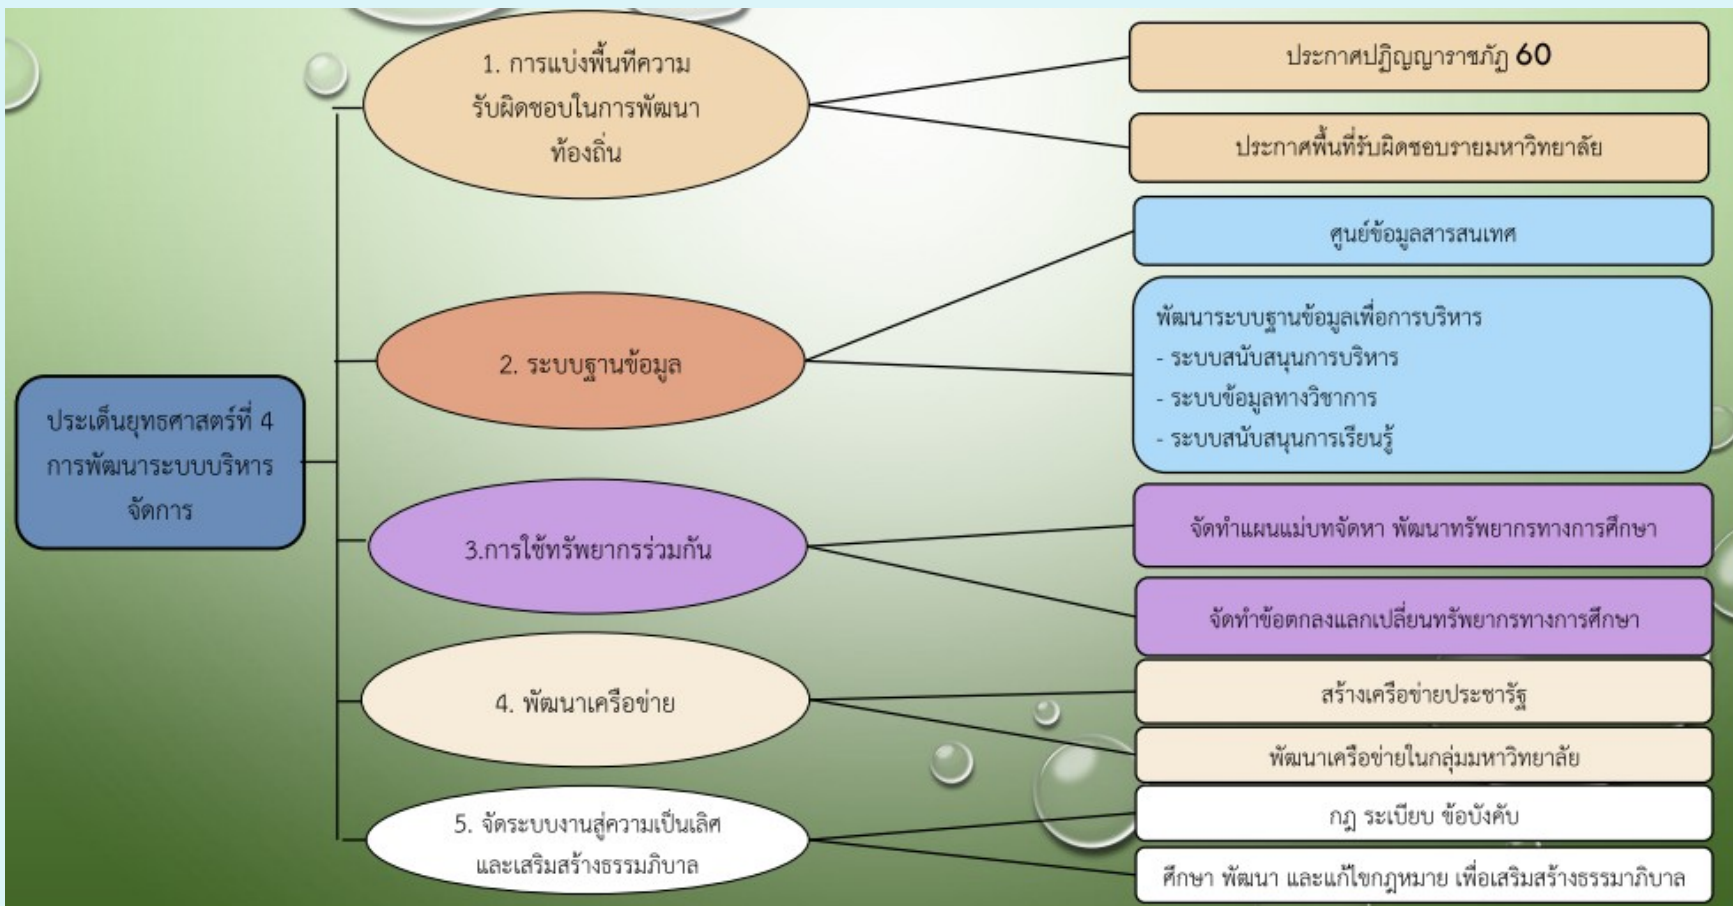 ประเด็นยุทธศาสตร์ที่ 4
การพัฒนาระบบบริหาร
จัดการ
1. การแบ่งพื้นที่ความ
รับผิดชอบในการพัฒนา
ท้องถิ่น
ประกาศปฏิญญาราชภัฏ 60
ประกาศพื้นที่รับผิดชอบรายมหาวิทยาลัย
2. ระบบฐานข้อมูล
ศูนย์ข้อมูลสารสนเทศ
พัฒนาระบบฐานข้อมูลเพื่อการบริหาร
- ระบบสนับสนุนการบริหาร
- ระบบข้อมูลทางวิชาการ
- ระบบสนับสนุนการเรียนรู้
3.การใช้ทรัพยากรร่วมกัน
จัดทำแผนแม่บทจัดหา พัฒนาทรัพยากรทางการศึกษา
จัดทำข้อตกลงแลกเปลี่ยนทรัพยากรทางการศึกษา
4. พัฒนาเครือข่าย
สร้างเครือข่ายประชารัฐ
พัฒนาเครือข่ายในกลุ่มมหาวิทยาลัย
5. จัดระบบงานสู่ความเป็นเลิศ
และเสริมสร้างธรรมภิบาล
กฎ ระเบียบ ข้อบังคับ
ศึกษา พัฒนา และแก้ไขกฎหมาย เพื่อเสริมสร้างธรรมาภิบาล